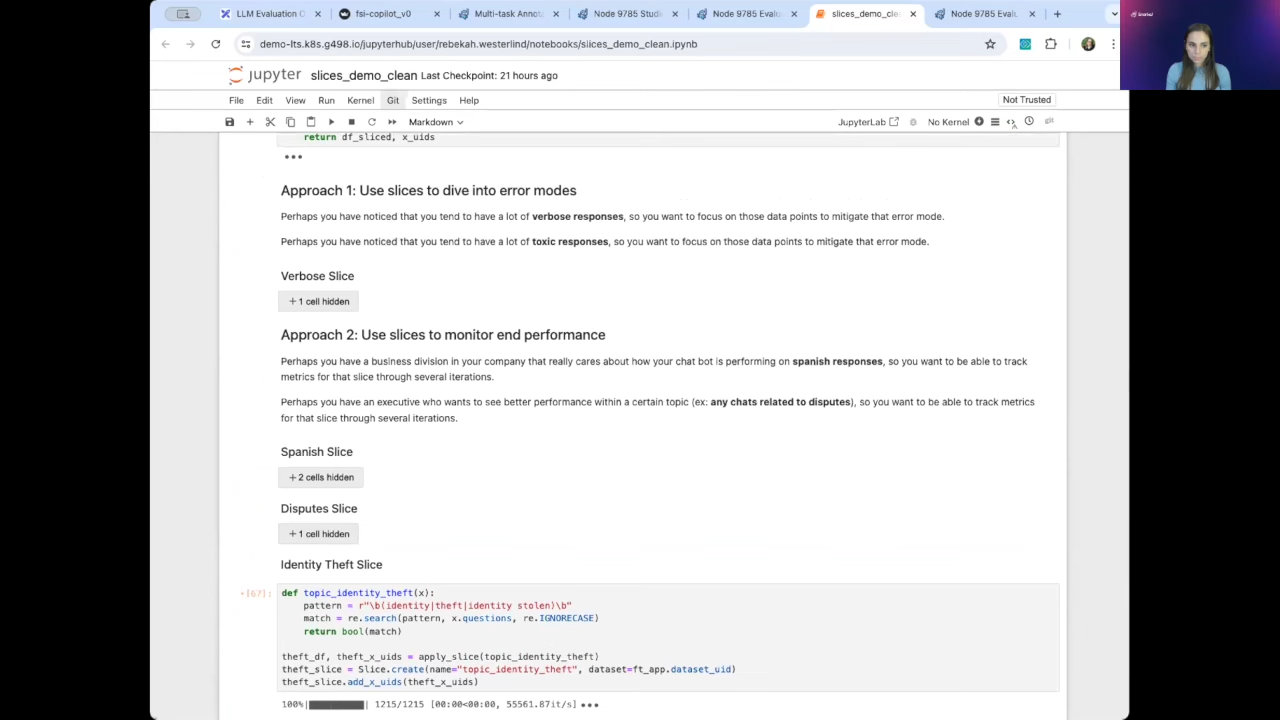 LLM Evaluation O
fsi-copilot_v0
Multi-task Annota
Node 9785 Studi
Node 9785 Evalua
slices_demo_clea
Node 9785 Evalu
demo-lts.k8s.g498.io/jupyterhub/user/rebekah.westerlind/notebooks/slices_demo_clean.ipynb
jupyter slices_demo_clean Last Checkpoint: 21 hours ago
File Edit View Run Kernel Git Settings Help
Not Trusted
Markdown
JupyterLab
No Kernel
return df_sliced, x_uids
•••
Approach 1: Use slices to dive into error modes
Perhaps you have noticed that you tend to have a lot of verbose responses, so you want to focus on those data points to mitigate that error mode.
Perhaps you have noticed that you tend to have a lot of toxic responses, so you want to focus on those data points to mitigate that error mode.
Verbose Slice
+ 1 cell hidden
Approach 2: Use slices to monitor end performance
Perhaps you have a business division in your company that really cares about how your chat bot is performing on spanish responses, so you want to be able to track
metrics for that slice through several iterations.
Perhaps you have an executive who wants to see better performance within a certain topic (ex: any chats related to disputes), so you want to be able to track metrics
for that slice through several iterations.
Spanish Slice
+ 2 cells hidden
Disputes Slice
+ 1 cell hidden
Identity Theft Slice
[67]: def topic_identity_theft(x):
pattern = r"\b(identity|theft|identity stolen)\b"
match = re.search(pattern, x.questions, re.IGNORECASE)
return bool(match)
theft_df, theft_x_uids = apply_slice(topic_identity_theft)
theft_slice = Slice.create(name="topic_identity_theft", dataset=ft_app.dataset_uid)
theft_slice.add_x_uids(theft_x_uids)
100%| | 1215/1215 [00:00<00:00, 55561.87it/s] •••